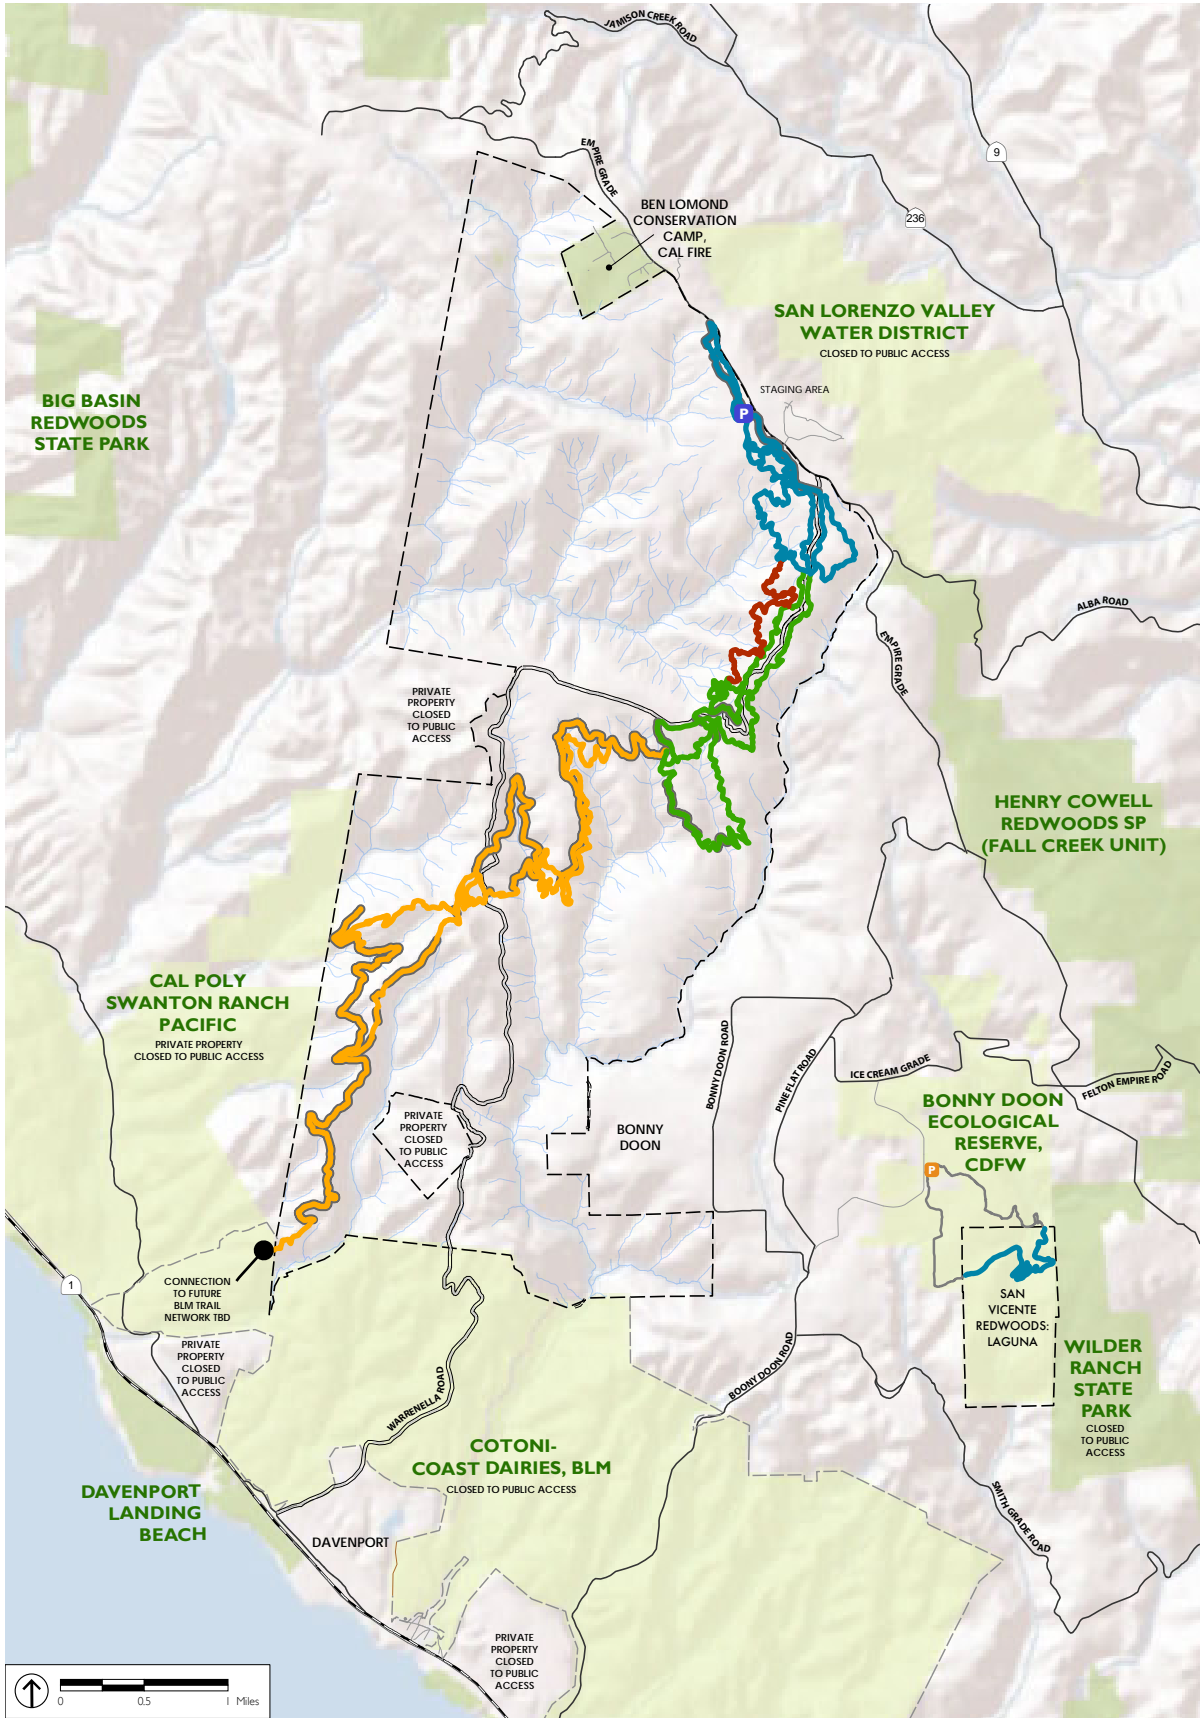 JAMISON CREEK ROAD
9
EMPIRE GRADE
236
BEN LOMOND
CONSERVATION
CAMP,
CAL FIRE
SAN LORENZO VALLEY
WATER DISTRICT
CLOSED TO PUBLIC ACCESS
STAGING AREA
P
BIG BASIN
REDWOODS
STATE PARK
ALBA ROAD
EMPIRE GRADE
PRIVATE
PROPERTY
CLOSED
TO PUBLIC
ACCESS
HENRY COWELL
REDWOODS SP
(FALL CREEK UNIT)
CAL POLY
SWANTON RANCH
PACIFIC
PRIVATE PROPERTY
CLOSED TO PUBLIC ACCESS
BONNY DOON ROAD
PINE FLAT ROAD
ICE CREAM GRADE
FELTON EMPIRE ROAD
BONNY DOON
ECOLOGICAL
RESERVE,
CDFW
P
PRIVATE
PROPERTY
CLOSED
TO PUBLIC
ACCESS
BONNY
DOON
CONNECTION
TO FUTURE
BLM TRAIL
NETWORK TBD
1
SAN
VICENTE
REDWOODS:
LAGUNA
PRIVATE
PROPERTY
CLOSED
TO PUBLIC
ACCESS
WILDER
RANCH
STATE
PARK
CLOSED
TO PUBLIC
ACCESS
WARRENELLA ROAD
BOONY DOON ROAD
COTONI-
COAST DAIRIES, BLM
CLOSED TO PUBLIC ACCESS
DAVENPORT
LANDING
BEACH
SMITH GRADE ROAD
DAVENPORT
PRIVATE
PROPERTY
CLOSED
TO PUBLIC
ACCESS
0 0.5 1 Miles